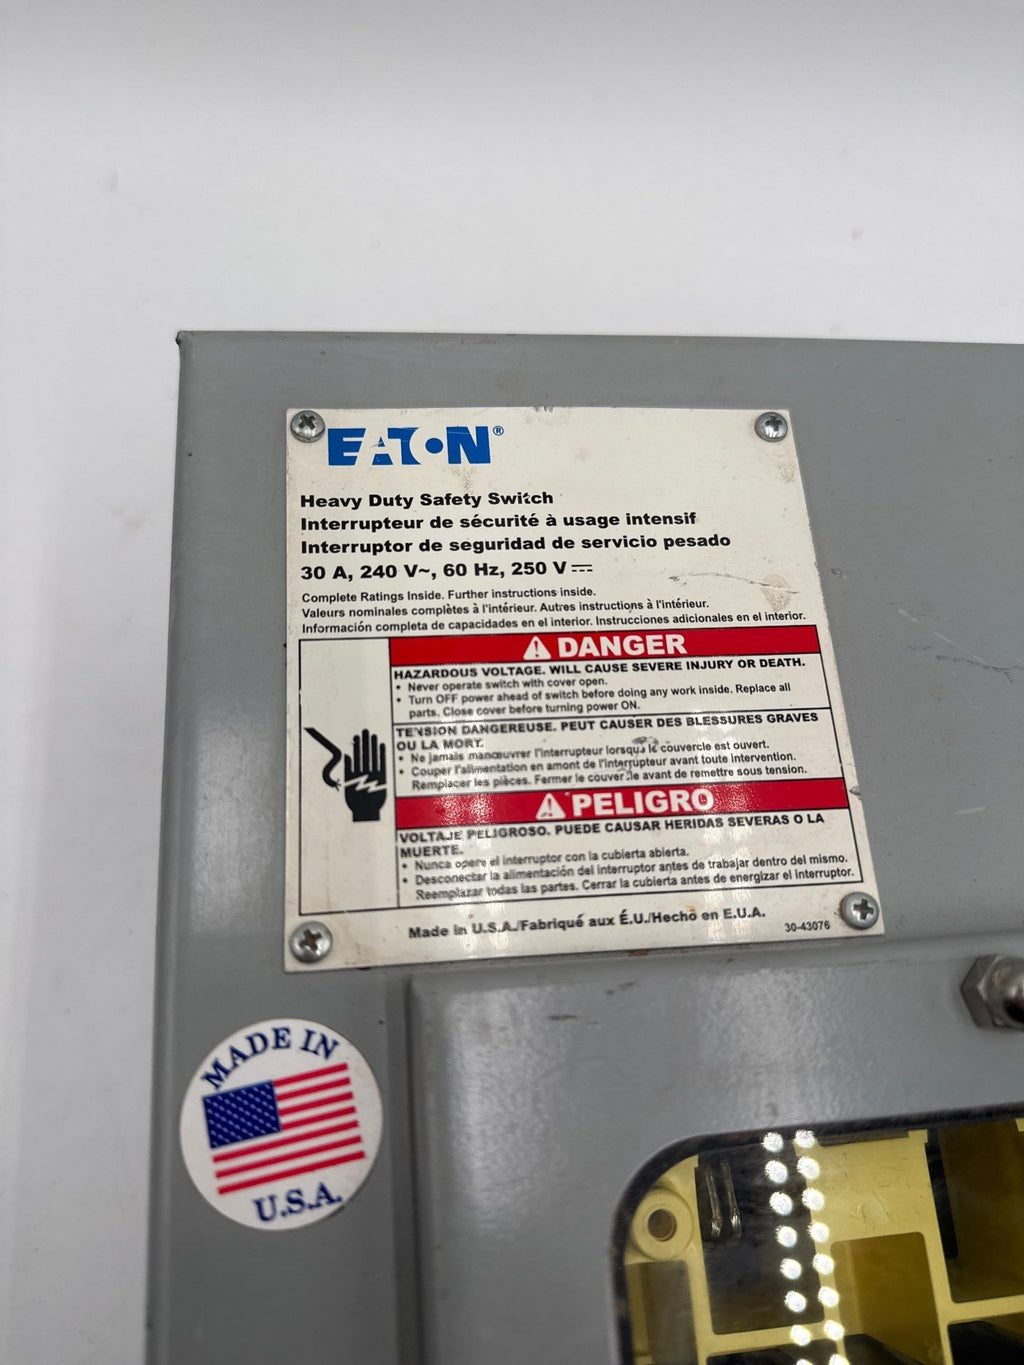 EATON®
Heavy Duty Safety Switch
Interrupteur de sécurité à usage intensif
Interruptor de seguridad de servicio pesado
30 A, 240 V~, 60 Hz, 250 V ⎓
Complete Ratings Inside. Further instructions inside.
Valeurs nominales complètes à l'intérieur. Autres instructions à l'intérieur.
Información completa de capacidades en el interior. Instrucciones adicionales en el interior.
⚠ DANGER
HAZARDOUS VOLTAGE. WILL CAUSE SEVERE INJURY OR DEATH.
• Never operate switch with cover open.
• Turn OFF power ahead of switch before doing any work inside. Replace all
parts. Close cover before turning power ON.
TENSION DANGEREUSE. PEUT CAUSER DES BLESSURES GRAVES
OU LA MORT.
• Ne jamais manœuvrer l'interrupteur lorsque le couvercle est ouvert.
• Couper l'alimentation en amont de l'interrupteur avant toute intervention.
Remplacer les pièces. Fermer le couvercle avant de remettre sous tension.
⚠ PELIGRO
VOLTAJE PELIGROSO. PUEDE CAUSAR HERIDAS SEVERAS O LA
MUERTE.
• Nunca opere el interruptor con la cubierta abierta.
• Desconectar la alimentación del interruptor antes de trabajar dentro del mismo.
Reemplazar todas las partes. Cerrar la cubierta antes de energizar el interruptor.
Made in U.S.A./Fabriqué aux É.U./Hecho en E.U.A.
30-43076
MADE IN
U.S.A.